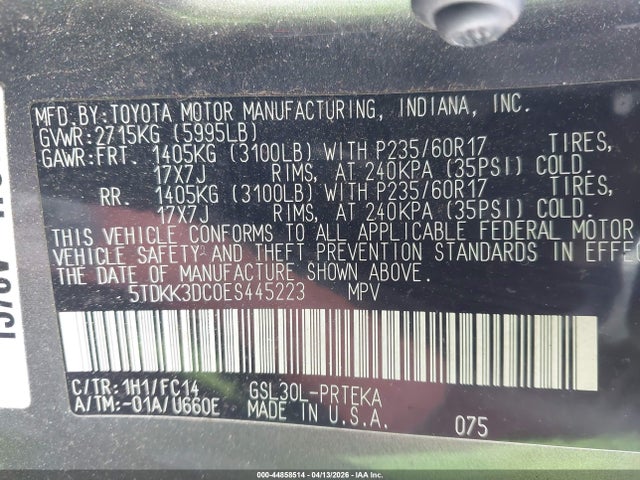 MFD.BY:TOYOTA MOTOR MANUFACTURING, INDIANA, INC.
GVWR:2715KG (5995LB)
GAWR:FRT. 1405KG (3100LB) WITH P235/60R17 TIRES,
17X7J RIMS, AT 240KPA (35PSI) COLD.
RR. 1405KG (3100LB) WITH P235/60R17 TIRES,
17X7J RIMS, AT 240KPA (35PSI) COLD.
THIS VEHICLE CONFORMS TO ALL APPLICABLE FEDERAL MOTOR
VEHICLE SAFETY AND THEFT PREVENTION STANDARDS IN EFFE
THE DATE OF MANUFACTURE SHOWN ABOVE.
5TDKK3DC0ES445223 MPV
C/TR:1H1/FC14 GSL30L-PRTEKA
A/TM:-01A/U660E MADE IN U.S.A. 075
000-44858514 - 04/13/2026 - IAA Inc.